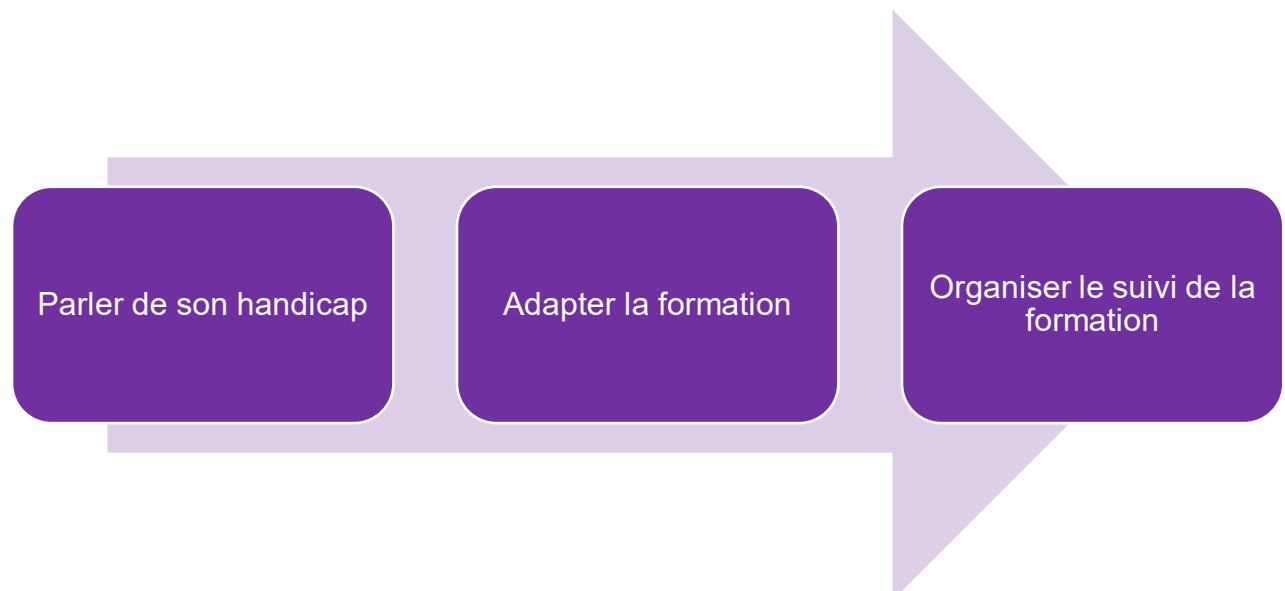 Parler de son handicap
Adapter la formation
Organiser le suivi de la
formation